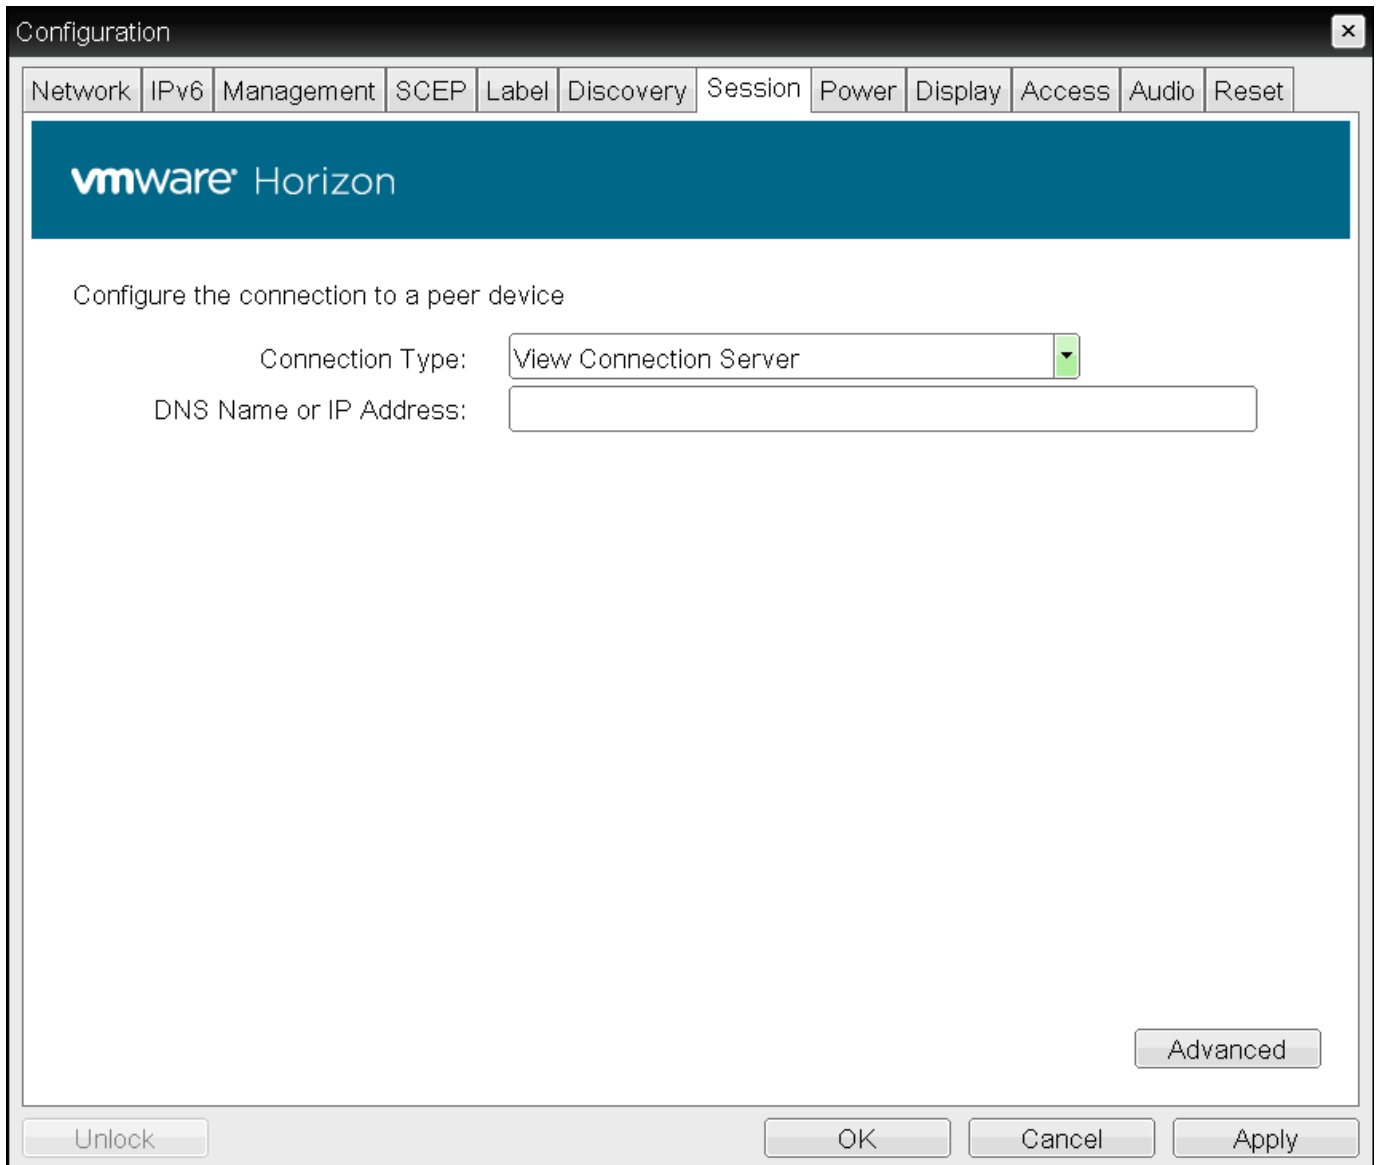 Configuration
Network IPv6 Management SCEP Label Discovery Session Power Display Access Audio Reset
vmware Horizon
Configure the connection to a peer device
Connection Type: View Connection Server
DNS Name or IP Address:
Advanced
Unlock OK Cancel Apply